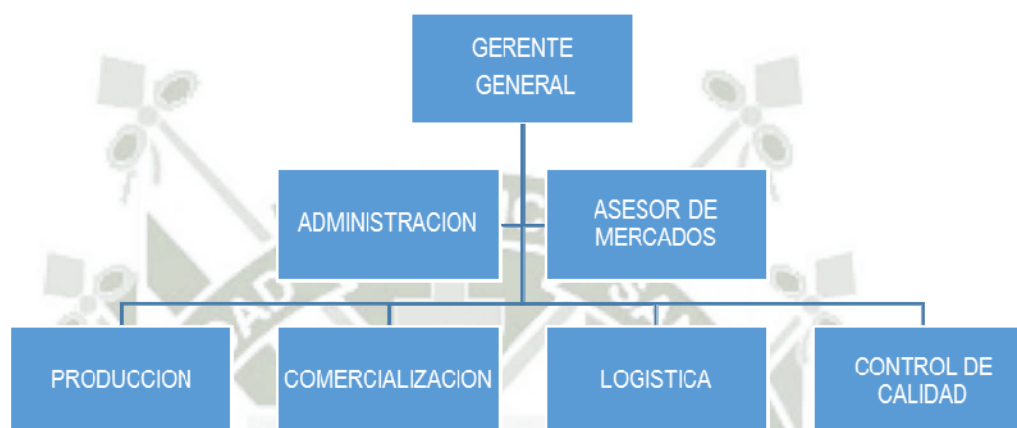 GERENTE
GENERAL
ADMINISTRACION
ASESOR DE
MERCADOS
PRODUCCION
COMERCIALIZACION
LOGISTICA
CONTROL DE
CALIDAD